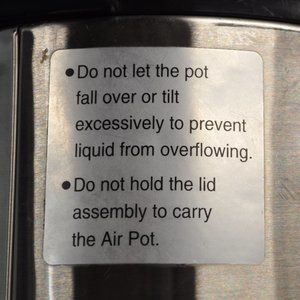 ● Do not let the pot
fall over or tilt
excessively to prevent
liquid from overflowing.
● Do not hold the lid
assembly to carry
the Air Pot.